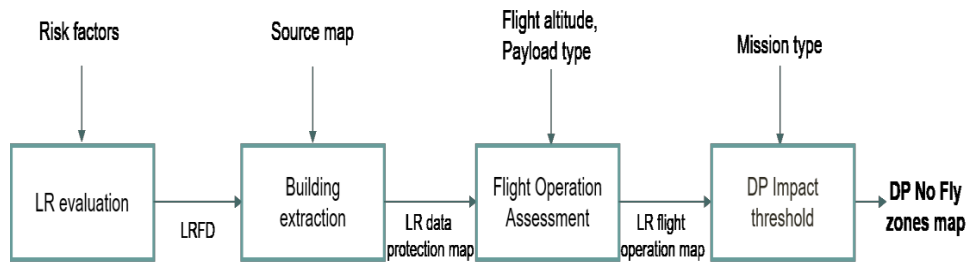 Risk factors
Source map
Flight altitude,
Payload type
Mission type
LR evaluation
LRFD
Building
extraction
LR data
protection map
Flight Operation
Assessment
LR flight
operation map
DP Impact
threshold
DP No Fly
zones map